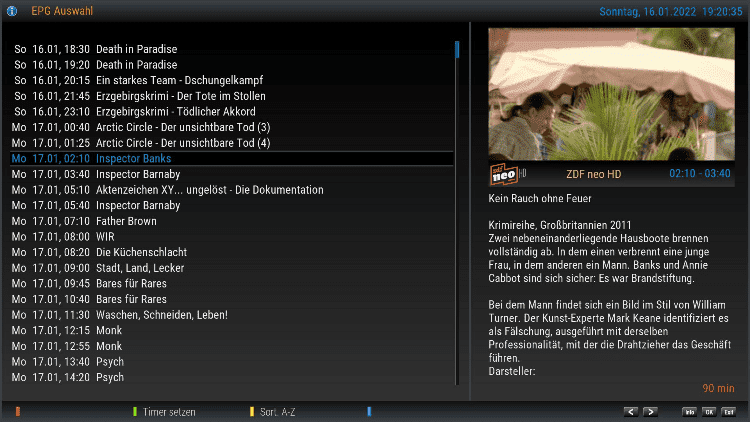 EPG Auswahl
Sonntag, 16.01.2022 19:20:35
So 16.01, 18:30 Death in Paradise
So 16.01, 19:20 Death in Paradise
So 16.01, 20:15 Ein starkes Team - Dschungelkampf
So 16.01, 21:45 Erzgebirgskrimi - Der Tote im Stollen
So 16.01, 23:10 Erzgebirgskrimi - Tödlicher Akkord
Mo 17.01, 00:40 Arctic Circle - Der unsichtbare Tod (3)
Mo 17.01, 01:25 Arctic Circle - Der unsichtbare Tod (4)
Mo 17.01, 02:10 Inspector Banks
Mo 17.01, 03:40 Inspector Barnaby
Mo 17.01, 05:10 Aktenzeichen XY... ungelöst - Die Dokumentation
Mo 17.01, 05:40 Inspector Barnaby
Mo 17.01, 07:10 Father Brown
Mo 17.01, 08:00 WIR
Mo 17.01, 08:20 Die Küchenschlacht
Mo 17.01, 09:00 Stadt, Land, Lecker
Mo 17.01, 09:45 Bares für Rares
Mo 17.01, 10:40 Bares für Rares
Mo 17.01, 11:30 Waschen, Schneiden, Leben!
Mo 17.01, 12:15 Monk
Mo 17.01, 12:55 Monk
Mo 17.01, 13:40 Psych
Mo 17.01, 14:20 Psych
zdf neo HD
ZDF neo HD
02:10 - 03:40
Kein Rauch ohne Feuer
Krimireihe, Großbritannien 2011
Zwei nebeneinanderliegende Hausboote brennen
vollständig ab. In dem einen verbrennt eine junge
Frau, in dem anderen ein Mann. Banks und Annie
Cabbot sind sich sicher: Es war Brandstiftung.
Bei dem Mann findet sich ein Bild im Stil von William
Turner. Der Kunst-Experte Mark Keane identifiziert es
als Fälschung, ausgeführt mit derselben
Professionalität, mit der die Drahtzieher das Geschäft
führen.
Darsteller:
90 min
Timer setzen
Sort. A-Z
< >
Info OK Exit